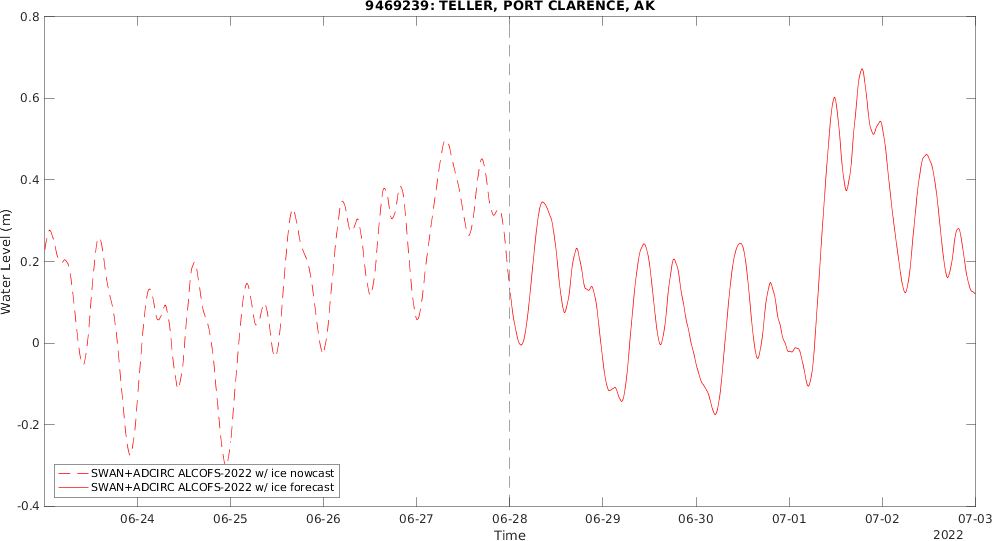 9469239: TELLER, PORT CLARENCE, AK
0.8
0.6
0.4
0.2
0
-0.2
-0.4
Water Level (m)
SWAN+ADCIRC ALCOFS-2022 w/ ice nowcast
SWAN+ADCIRC ALCOFS-2022 w/ ice forecast
06-24 06-25 06-26 06-27 06-28 06-29 06-30 07-01 07-02 07-03
Time
2022